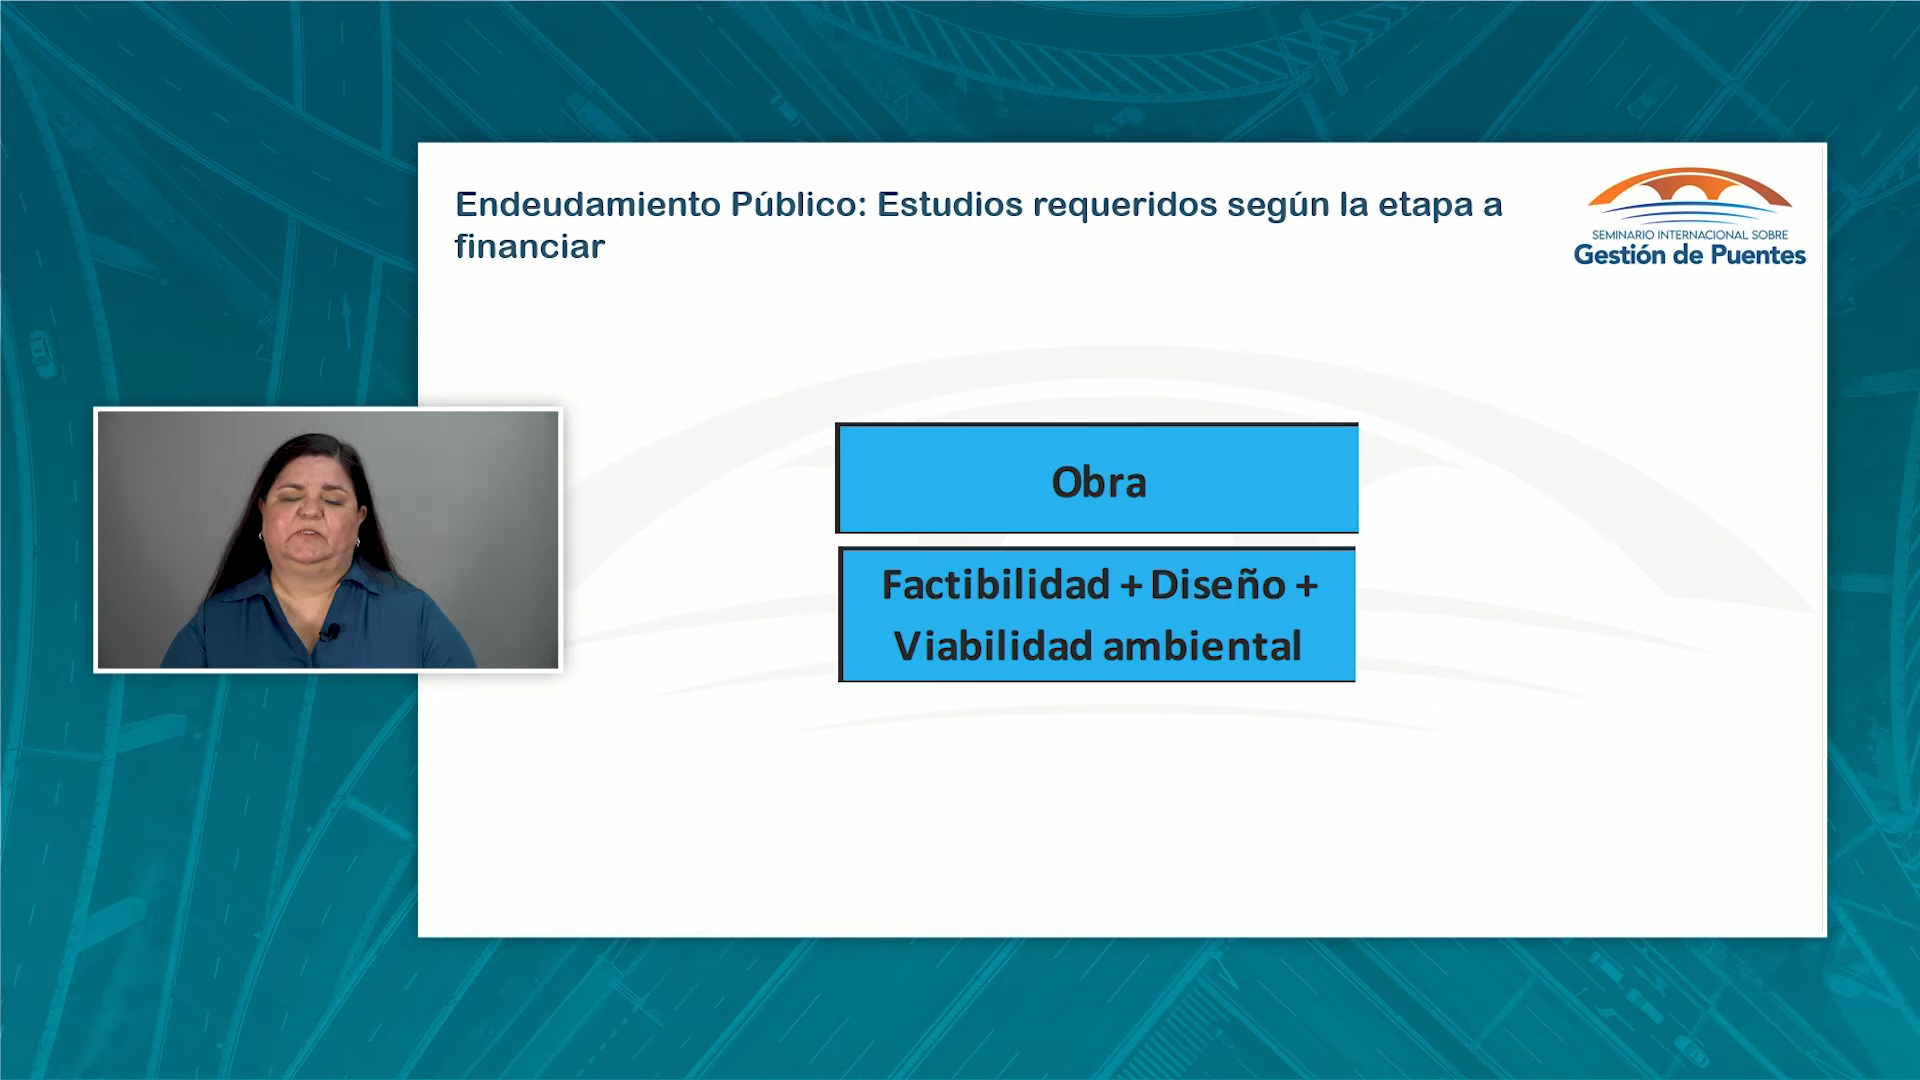 Endeudamiento Público: Estudios requeridos según la etapa a
financiar
SEMINARIO INTERNACIONAL SOBRE
Gestión de Puentes
Obra
Factibilidad + Diseño +
Viabilidad ambiental